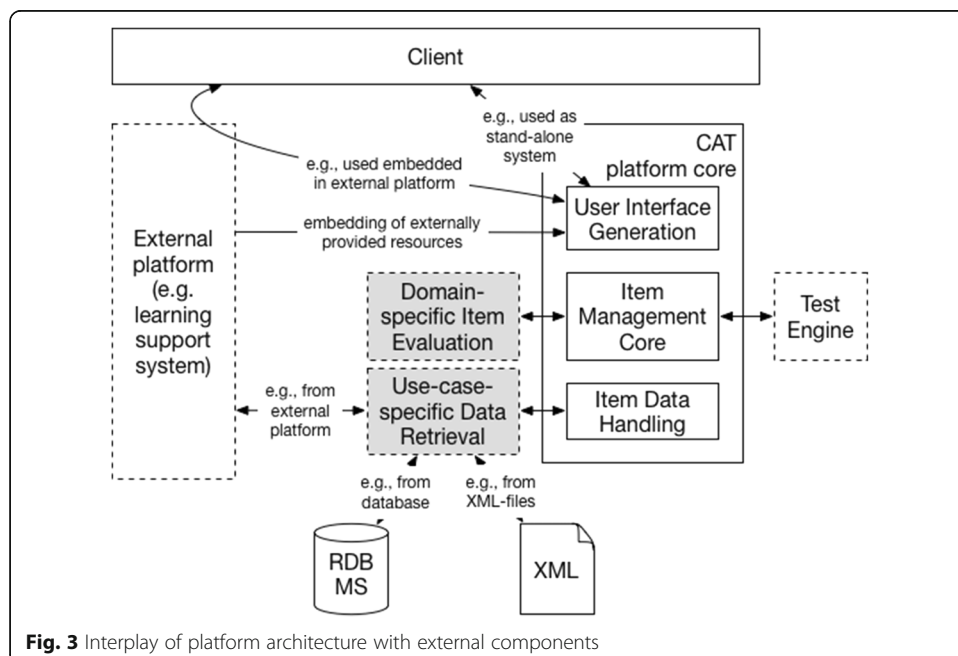 Client
e.g., used as
stand-alone
system
CAT
platform core
e.g., used embedded
in external platform
User Interface
Generation
embedding of externally
provided resources
External
platform
(e.g.
learning
support
system)
Domain-
specific Item
Evaluation
Item
Management
Core
Test
Engine
e.g., from
external
platform
Use-case-
specific Data
Retrieval
Item Data
Handling
e.g., from
database
e.g., from
XML-files
RDB
MS
XML
Fig. 3 Interplay of platform architecture with external components